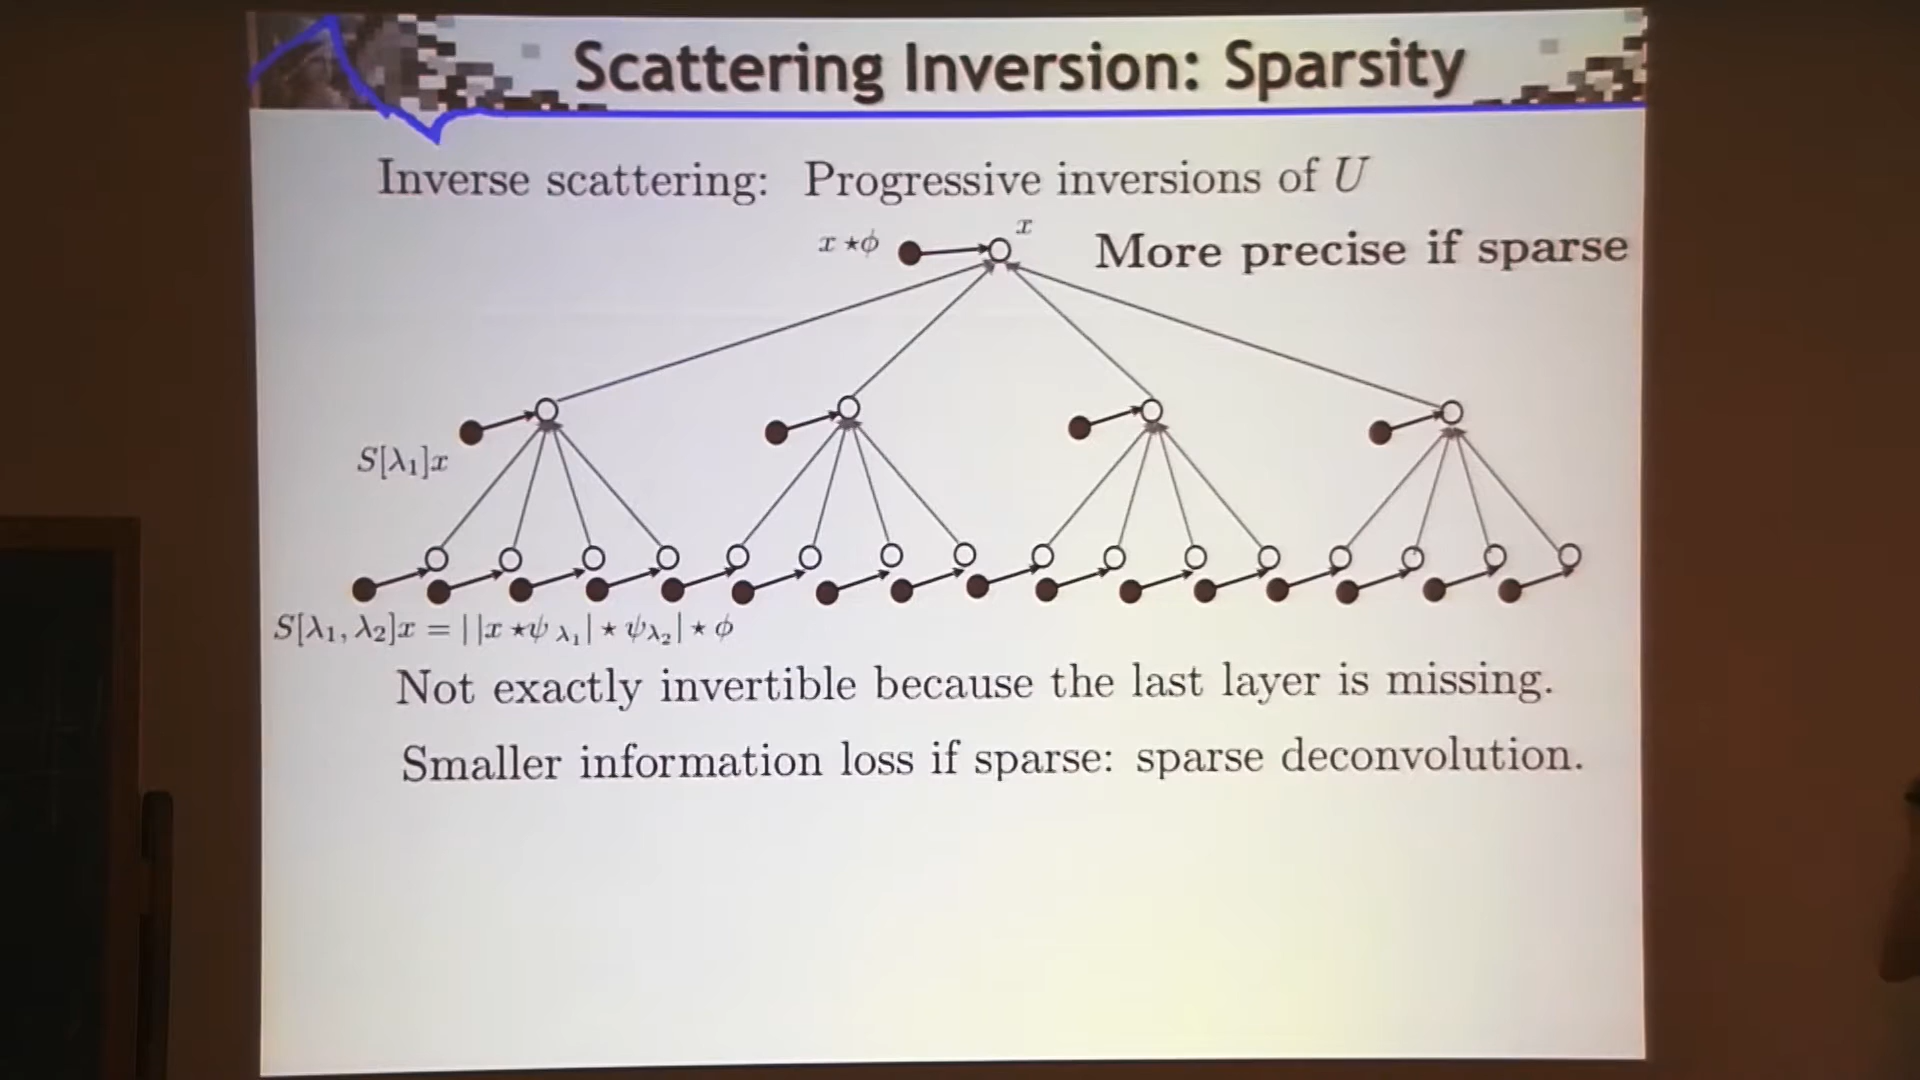 Scattering Inversion: Sparsity
Inverse scattering: Progressive inversions of U
x ⋆ϕ
x
More precise if sparse
S[λ₁]x
S[λ₁, λ₂]x = | |x ⋆ψ λ₁| ⋆ ψλ₂| ⋆ ϕ
Not exactly invertible because the last layer is missing.
Smaller information loss if sparse: sparse deconvolution.